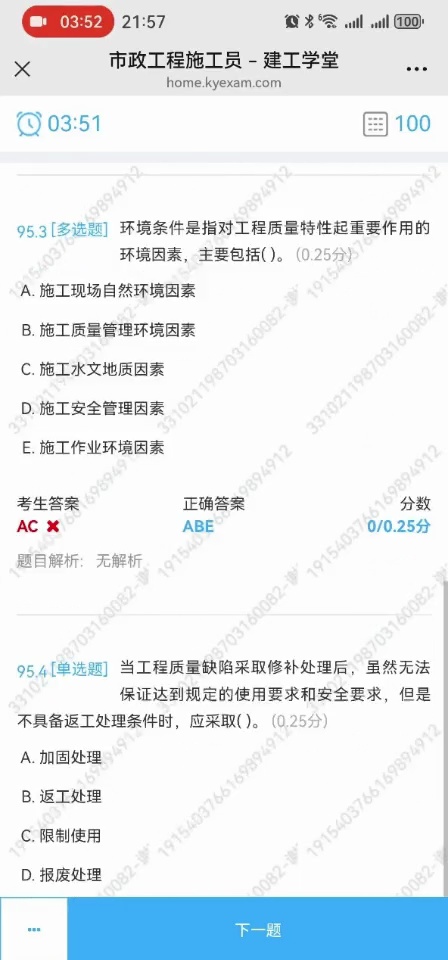 03:52 21:57 6 100
市政工程施工员 - 建工学堂
home.kyexam.com
03:51 100
95.3 [多选题] 环境条件是指对工程质量特性起重要作用的
环境因素，主要包括( )。 (0.25分)
A. 施工现场自然环境因素
B. 施工质量管理环境因素
C. 施工水文地质因素
D. 施工安全管理因素
E. 施工作业环境因素
考生答案 正确答案 分数
AC ABE 0/0.25分
题目解析： 无解析
95.4 [单选题] 当工程质量缺陷采取修补处理后，虽然无法
保证达到规定的使用要求和安全要求，但是
不具备返工处理条件时，应采取( )。 (0.25分)
A. 加固处理
B. 返工处理
C. 限制使用
D. 报废处理
下一题